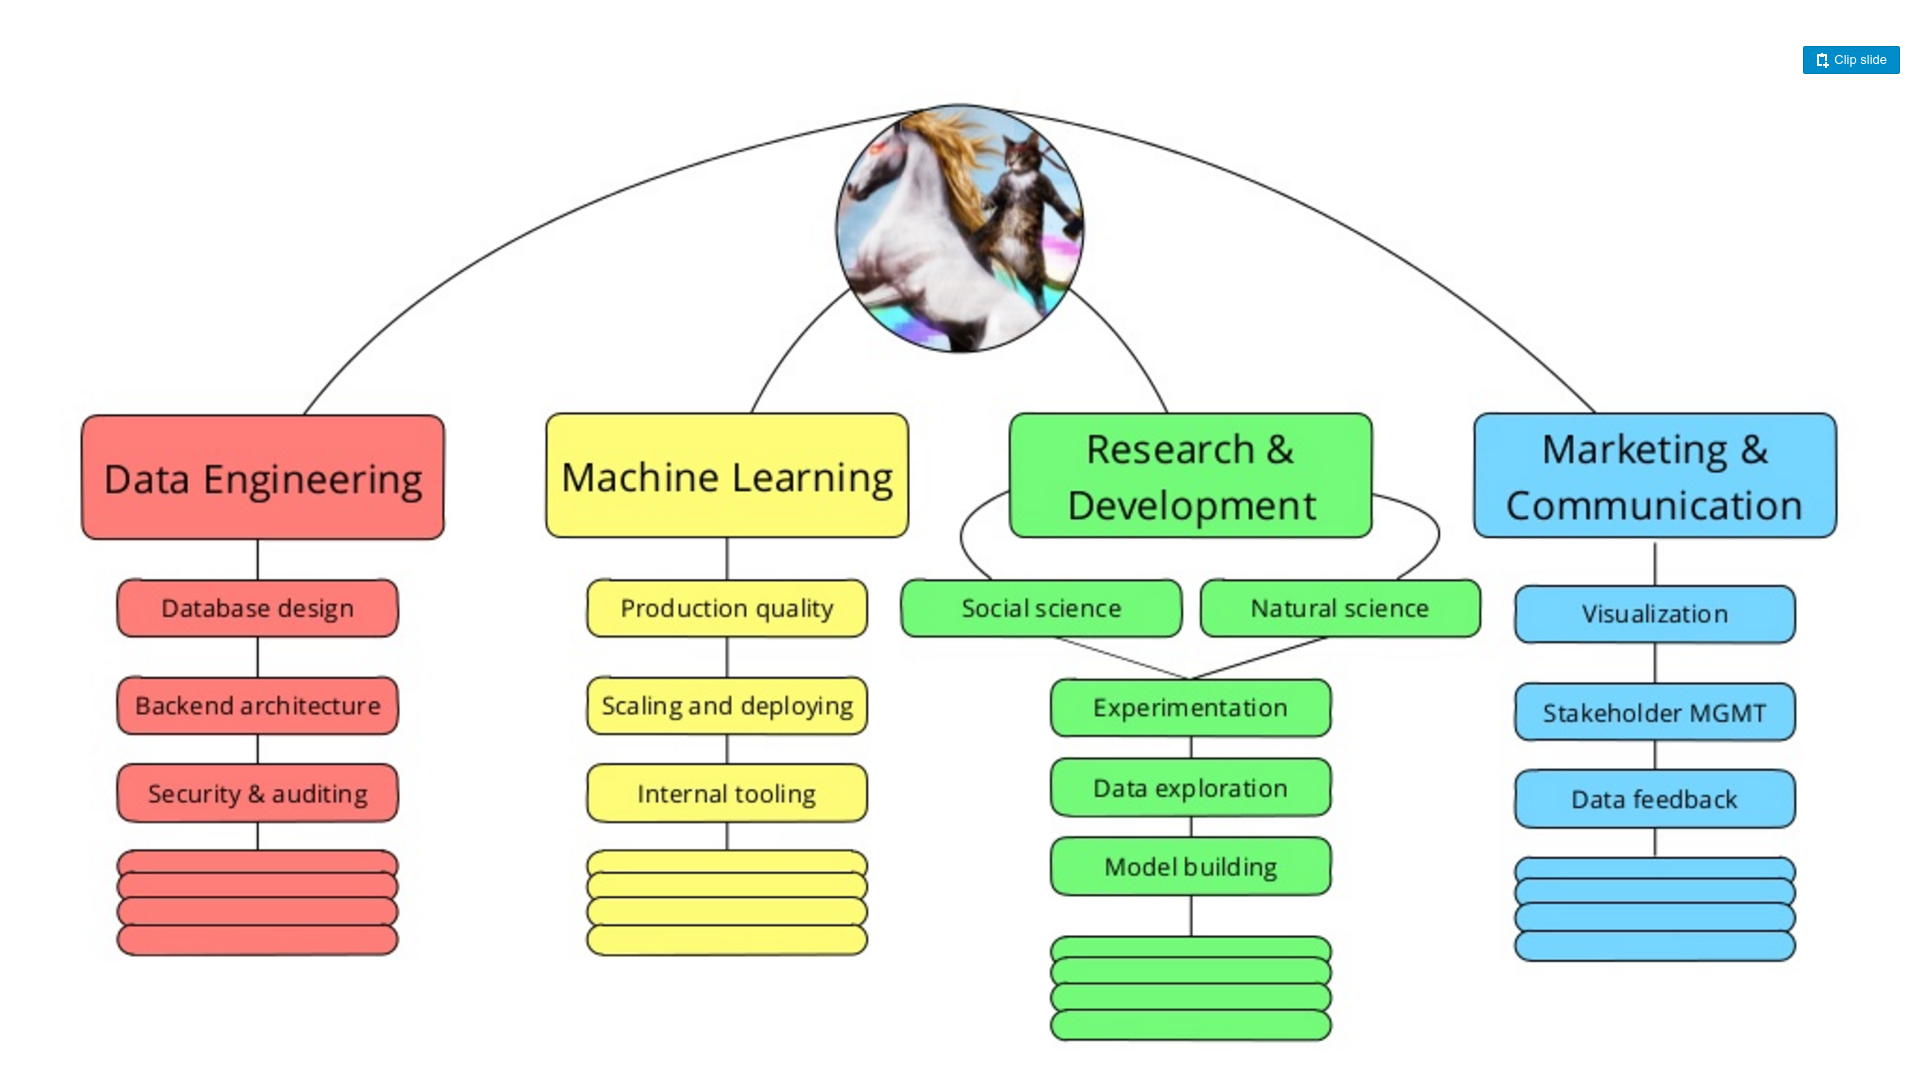 Clip slide
Data Engineering
Database design
Backend architecture
Security & auditing
Machine Learning
Production quality
Scaling and deploying
Internal tooling
Research &
Development
Social science
Natural science
Experimentation
Data exploration
Model building
Marketing &
Communication
Visualization
Stakeholder MGMT
Data feedback